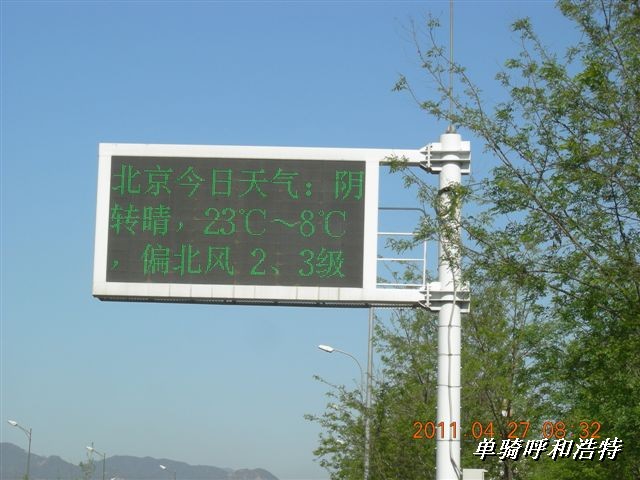 北京今日天气：阴
转晴，23℃～8℃
，偏北风 2、3级
2011.04.27 08:32
单骑呼和浩特